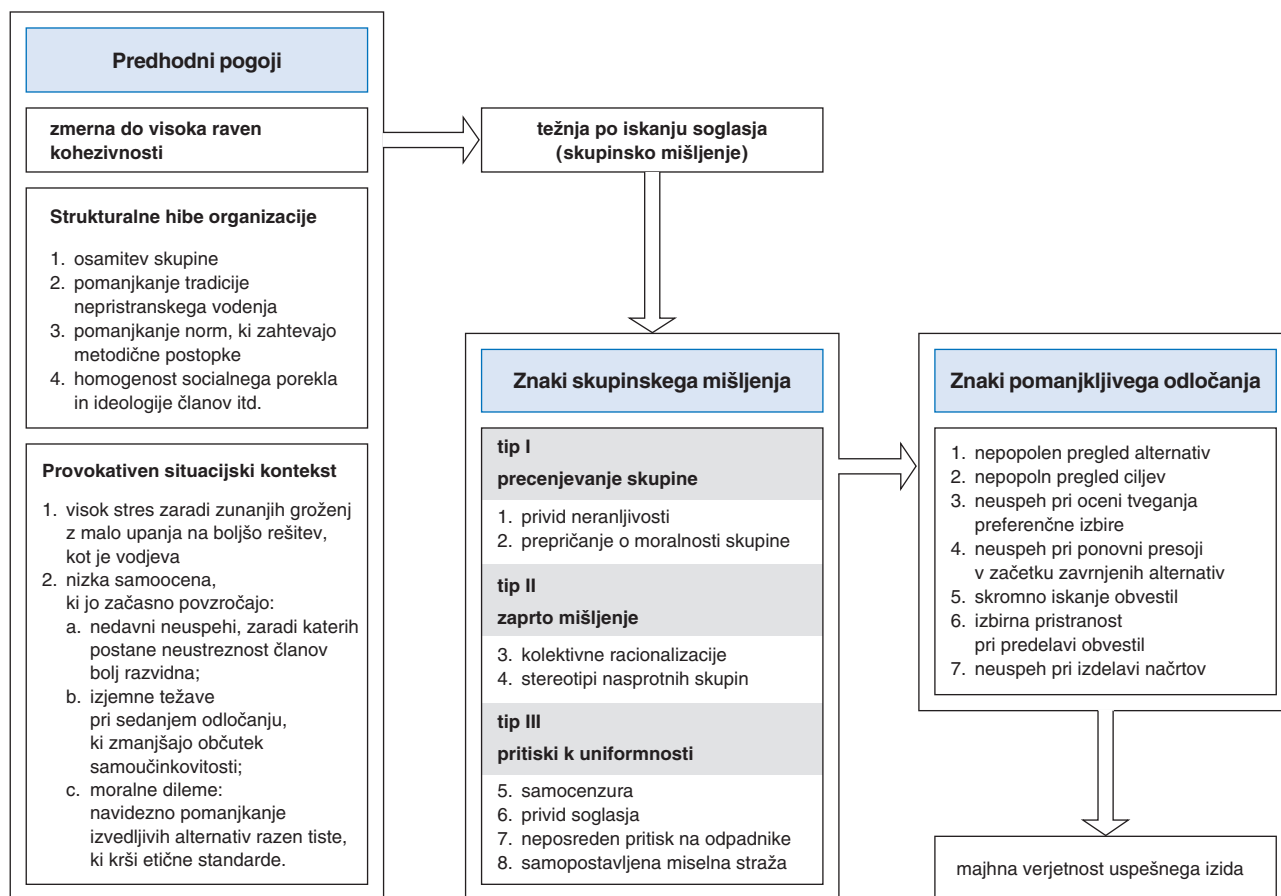 Predhodni pogoji
zmerna do visoka raven
kohezivnosti
Strukturalne hibe organizacije
1. osamitev skupine
2. pomanjkanje tradicije
nepristranskega vodenja
3. pomanjkanje norm, ki zahtevajo
metodične postopke
4. homogenost socialnega porekla
in ideologije članov itd.
Provokativen situacijski kontekst
1. visok stres zaradi zunanjih groženj
z malo upanja na boljšo rešitev,
kot je vodjeva
2. nizka samoocena,
ki jo začasno povzročajo:
a. nedavni neuspehi, zaradi katerih
postane neustreznost članov
bolj razvidna;
b. izjemne težave
pri sedanjem odločanju,
ki zmanjšajo občutek
samoučinkovitosti;
c. moralne dileme:
navidezno pomanjkanje
izvedljivih alternativ razen tiste,
ki krši etične standarde.
težnja po iskanju soglasja
(skupinsko mišljenje)
Znaki skupinskega mišljenja
tip I
precenjevanje skupine
1. privid neranljivosti
2. prepričanje o moralnosti skupine
tip II
zaprto mišljenje
3. kolektivne racionalizacije
4. stereotipi nasprotnih skupin
tip III
pritiski k uniformnosti
5. samocenzura
6. privid soglasja
7. neposreden pritisk na odpadnike
8. samopostavljena miselna straža
Znaki pomanjkljivega odločanja
1. nepopolen pregled alternativ
2. nepopoln pregled ciljev
3. neuspeh pri oceni tveganja
preferenčne izbire
4. neuspeh pri ponovni presoji
v začetku zavrnjenih alternativ
5. skromno iskanje obvestil
6. izbirna pristranost
pri predelavi obvestil
7. neuspeh pri izdelavi načrtov
majhna verjetnost uspešnega izida